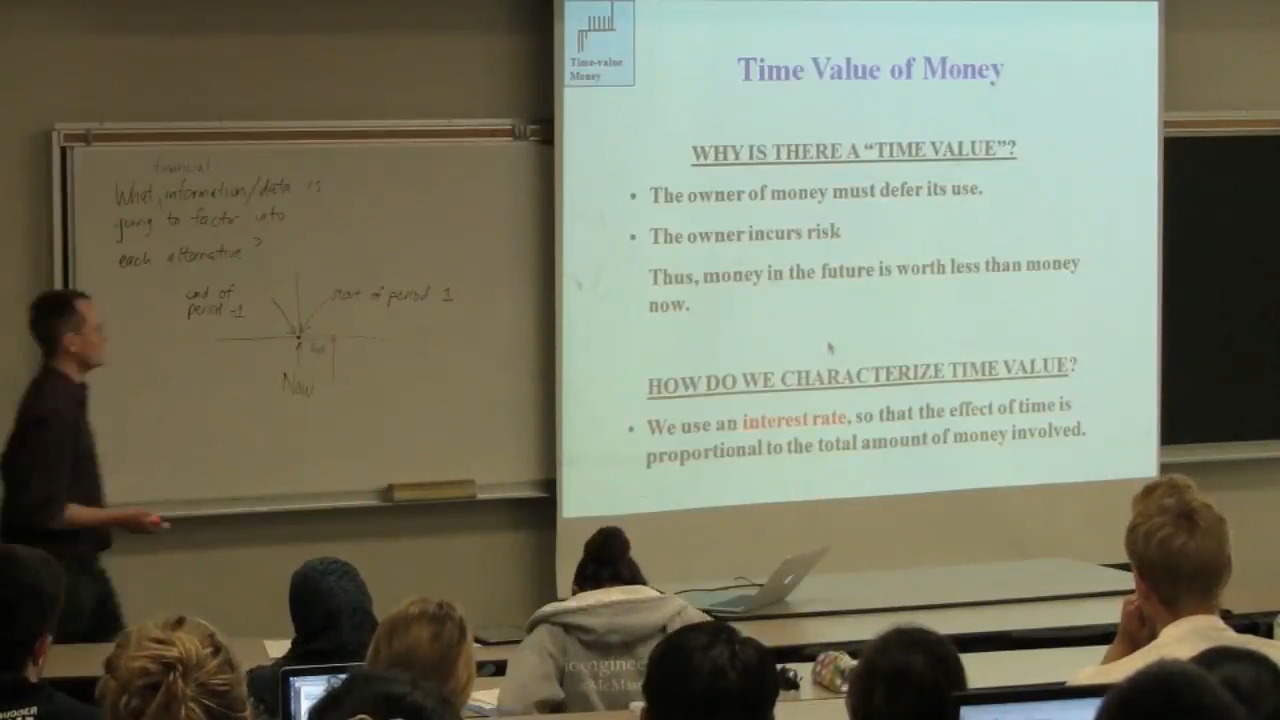 financial
What information/data is
going to factor into
each alternative?
end of
period -1
start of period 1
Now
Time-value
Money
Time Value of Money
WHY IS THERE A “TIME VALUE”?
• The owner of money must defer its use.
• The owner incurs risk
Thus, money in the future is worth less than money
now.
HOW DO WE CHARACTERIZE TIME VALUE?
• We use an interest rate, so that the effect of time is
proportional to the total amount of money involved.